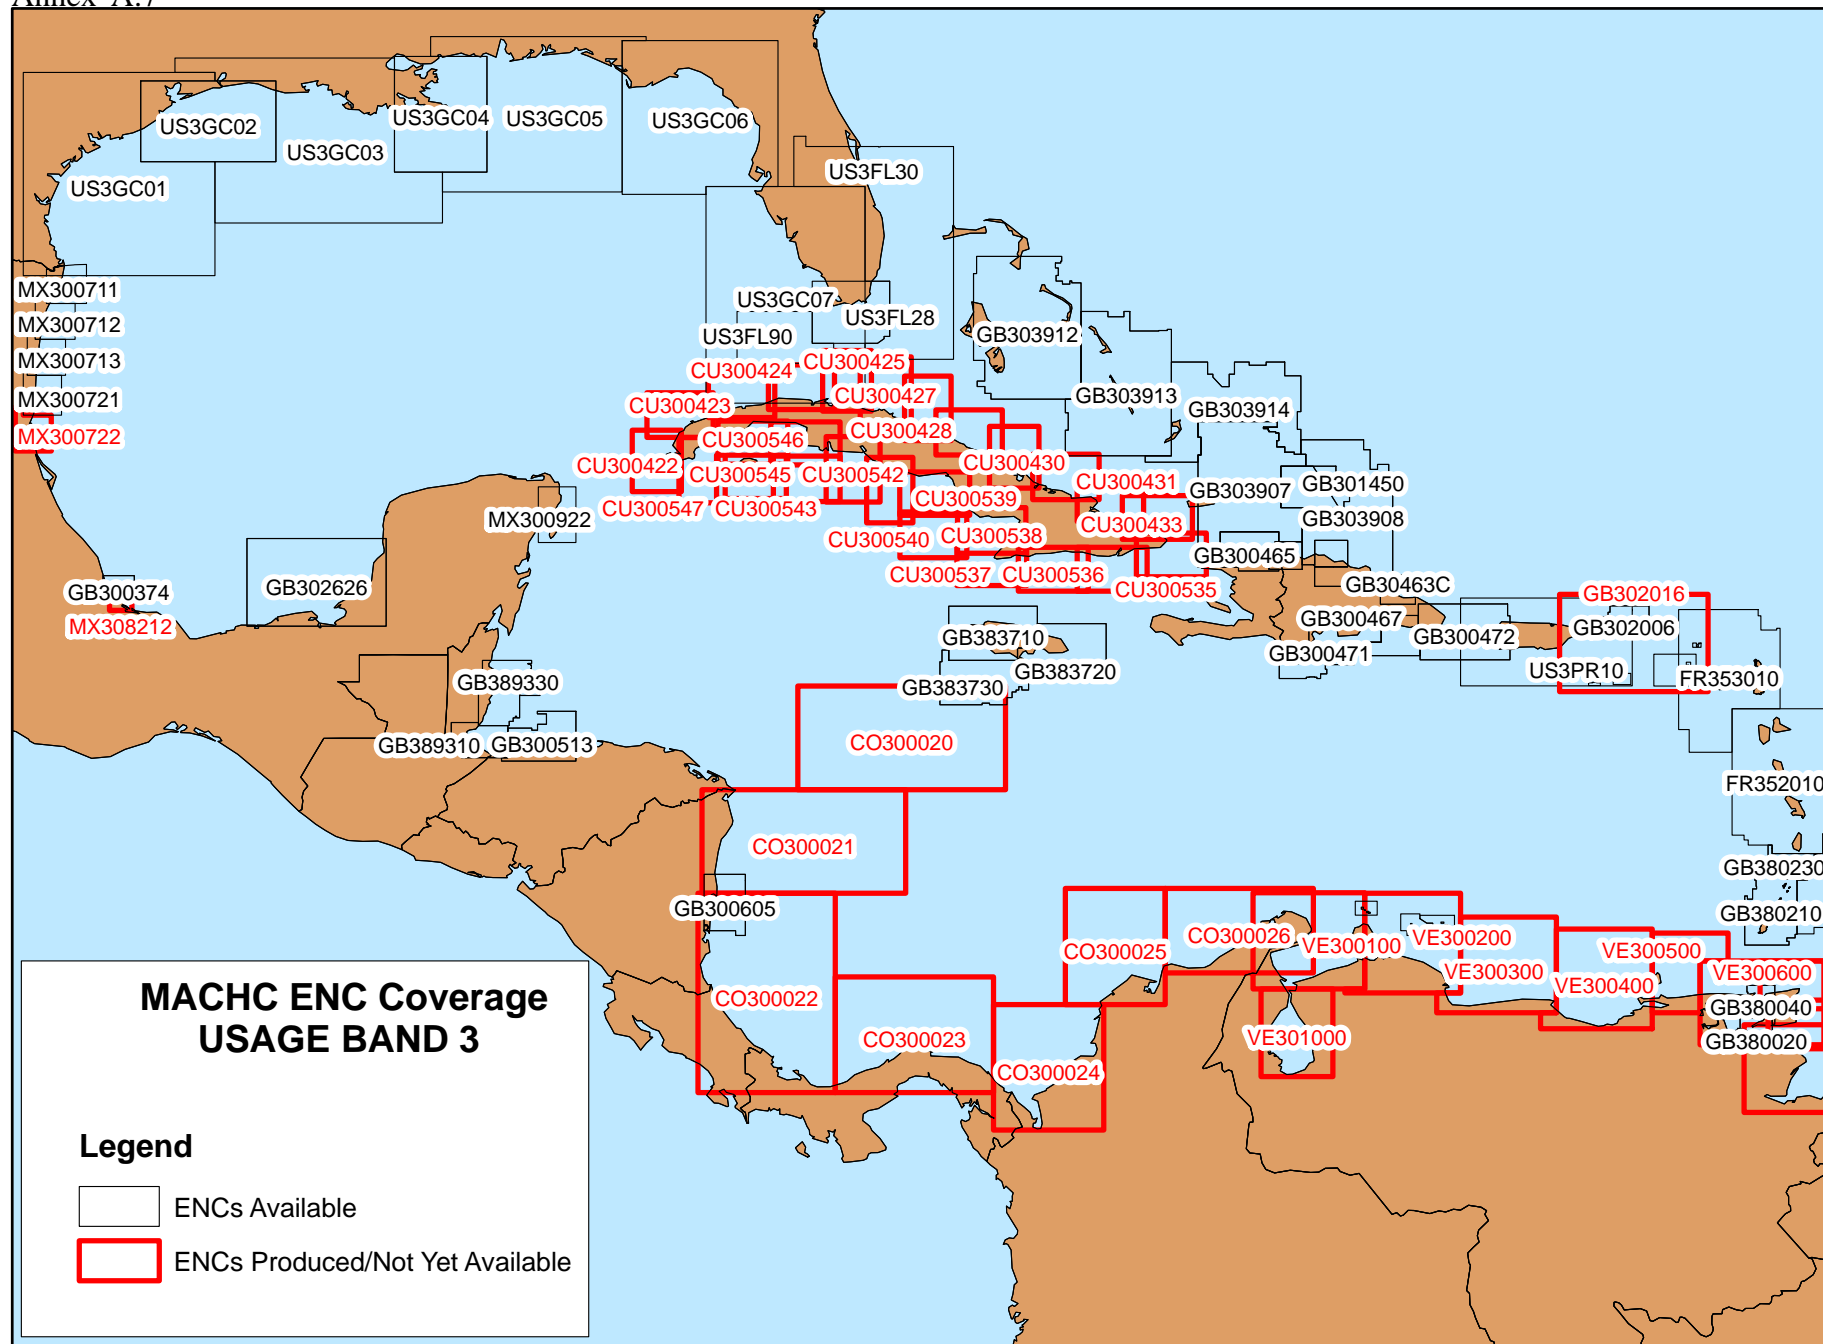 Annex A.7
US3GC02
US3GC04
US3GC05
US3GC06
US3GC03
US3GC01
US3FL30
MX300711
MX300712
MX300713
MX300721
MX300722
US3GC07
US3FL28
US3FL90
GB303912
GB303913
GB303914
CU300425
CU300424
CU300427
CU300423
CU300428
CU300546
CU300422
CU300545
CU300542
CU300430
CU300431
CU300547
CU300543
CU300539
CU300433
CU300540
CU300538
CU300537
CU300536
CU300535
GB303907
GB301450
GB303908
GB300465
GB30463C
MX300922
GB300374
MX308212
GB302626
GB383710
GB383720
GB383730
GB300467
GB300471
GB300472
GB302016
GB302006
US3PR10
FR353010
GB389330
GB389310
GB300513
CO300020
FR352010
CO300021
GB380230
GB300605
GB380210
CO300025
CO300026
VE300100
VE300200
VE300300
VE300500
VE300400
VE300600
GB380040
GB380020
CO300022
CO300023
CO300024
VE301000
MACHC ENC Coverage
USAGE BAND 3
Legend
ENCs Available
ENCs Produced/Not Yet Available